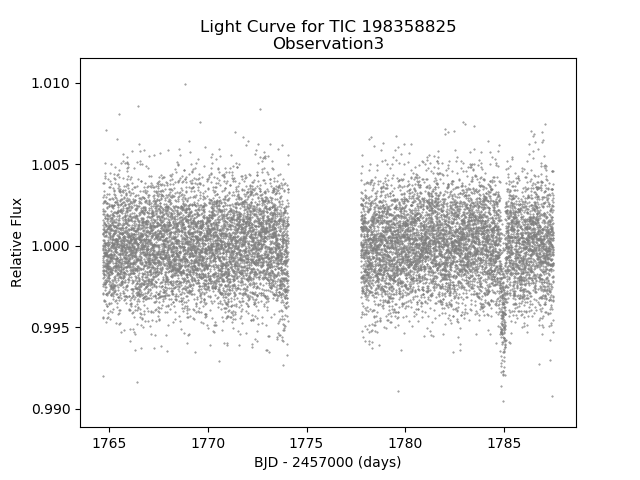 Light Curve for TIC 198358825
Observation3
1.010
1.005
1.000
0.995
0.990
Relative Flux
1765
1770
1775
1780
1785
BJD - 2457000 (days)